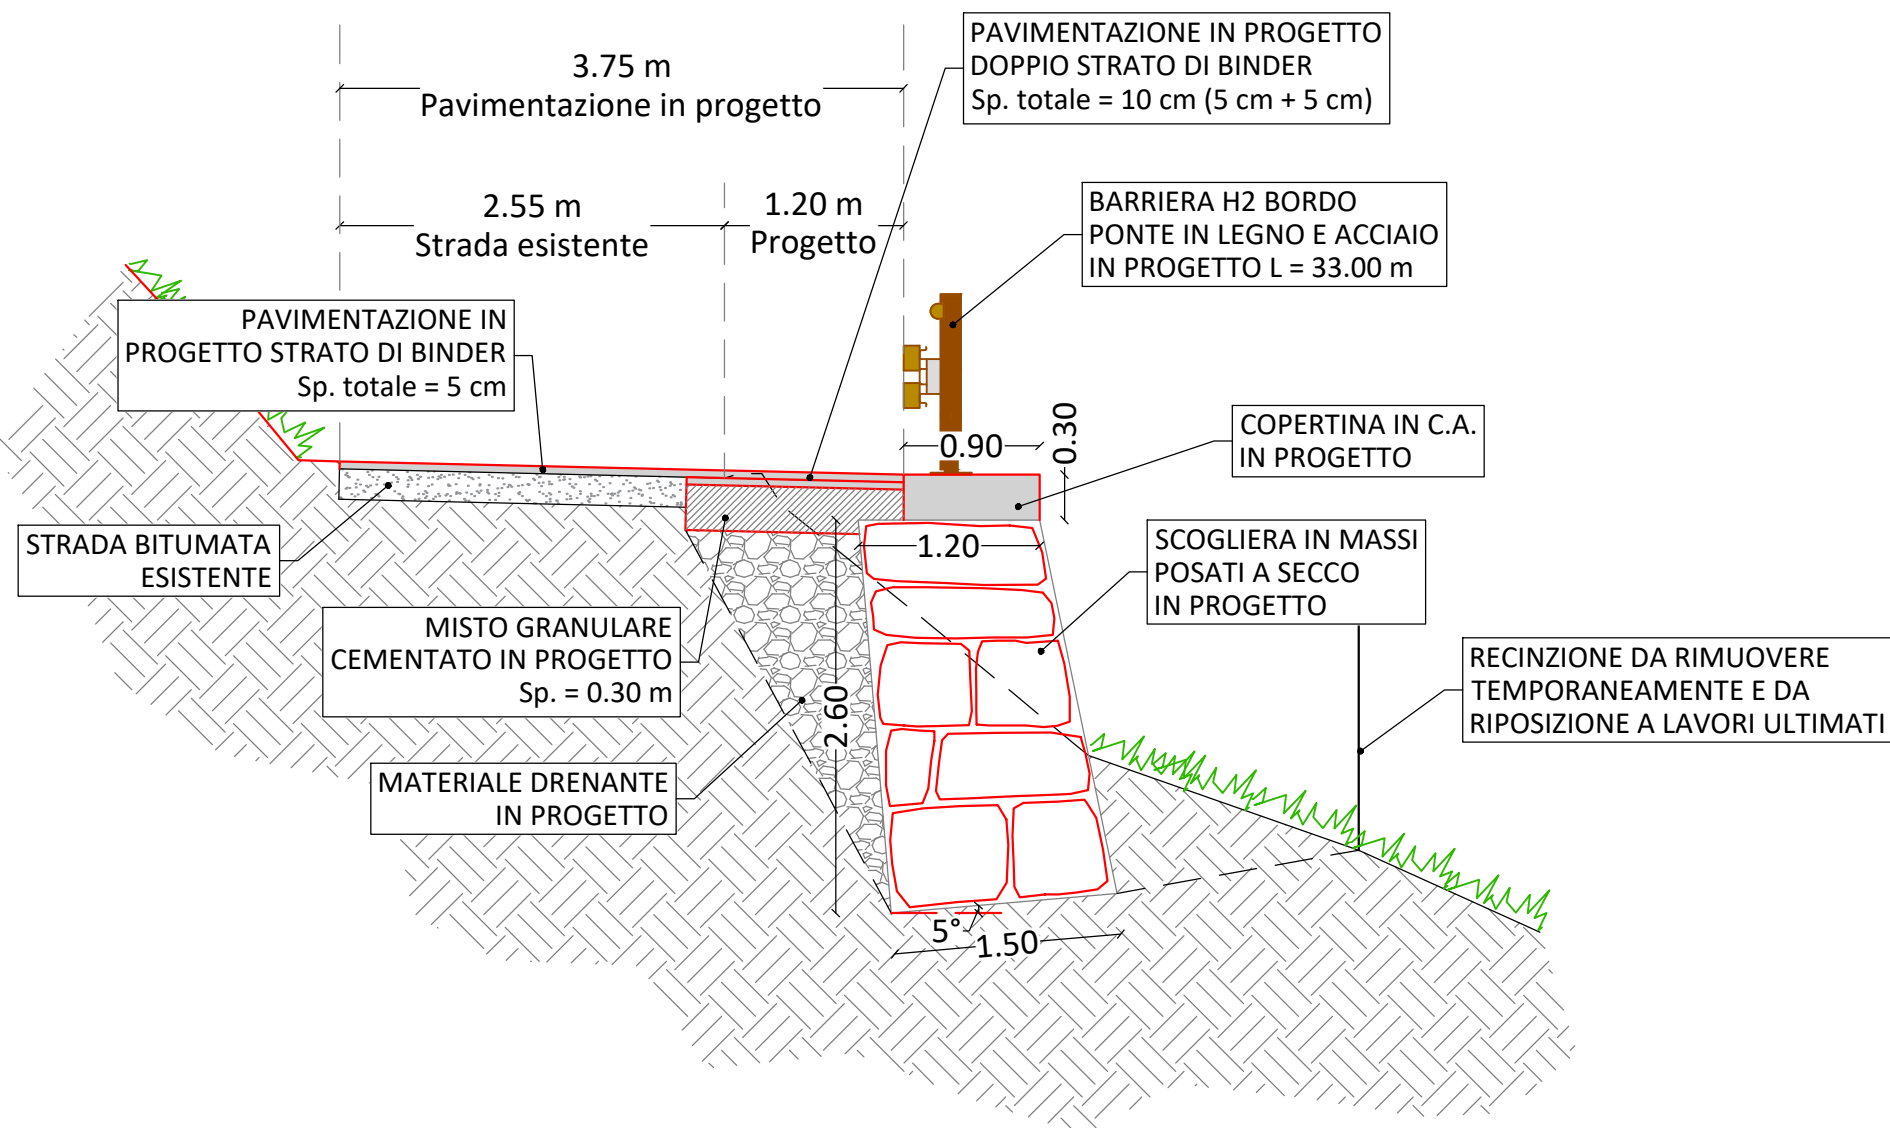 3.75 m
Pavimentazione in progetto
PAVIMENTAZIONE IN PROGETTO
DOPPIO STRATO DI BINDER
Sp. totale = 10 cm (5 cm + 5 cm)
2.55 m
Strada esistente
1.20 m
Progetto
BARRIERA H2 BORDO
PONTE IN LEGNO E ACCIAIO
IN PROGETTO L = 33.00 m
PAVIMENTAZIONE IN
PROGETTO STRATO DI BINDER
Sp. totale = 5 cm
0.90
0.30
COPERTINA IN C.A.
IN PROGETTO
STRADA BITUMATA
ESISTENTE
1.20
SCOGLIERA IN MASSI
POSATI A SECCO
IN PROGETTO
MISTO GRANULARE
CEMENTATO IN PROGETTO
Sp. = 0.30 m
2.60
RECINZIONE DA RIMUOVERE
TEMPORANEAMENTE E DA
RIPOSIZIONE A LAVORI ULTIMATI
MATERIALE DRENANTE
IN PROGETTO
5°
1.50